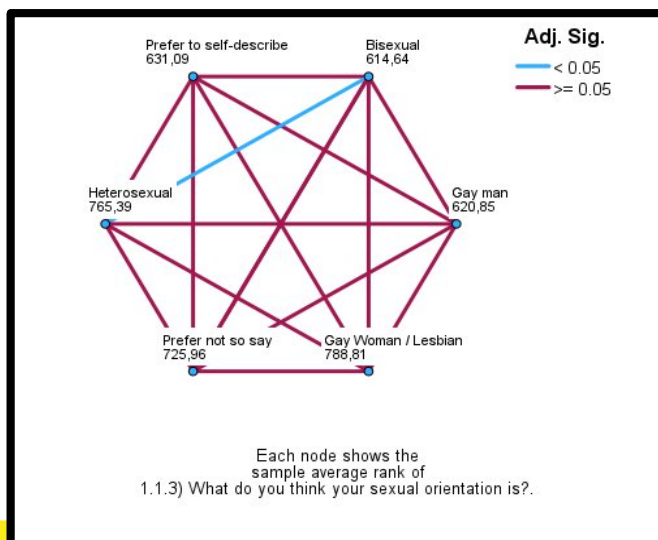 Prefer to self-describe
631,09
Bisexual
614,64
Adj. Sig.
< 0.05
>= 0.05
Heterosexual
765,39
Gay man
620,85
Prefer not so say
725,96
Gay Woman / Lesbian
788,81
Each node shows the
sample average rank of
1.1.3) What do you think your sexual orientation is?.